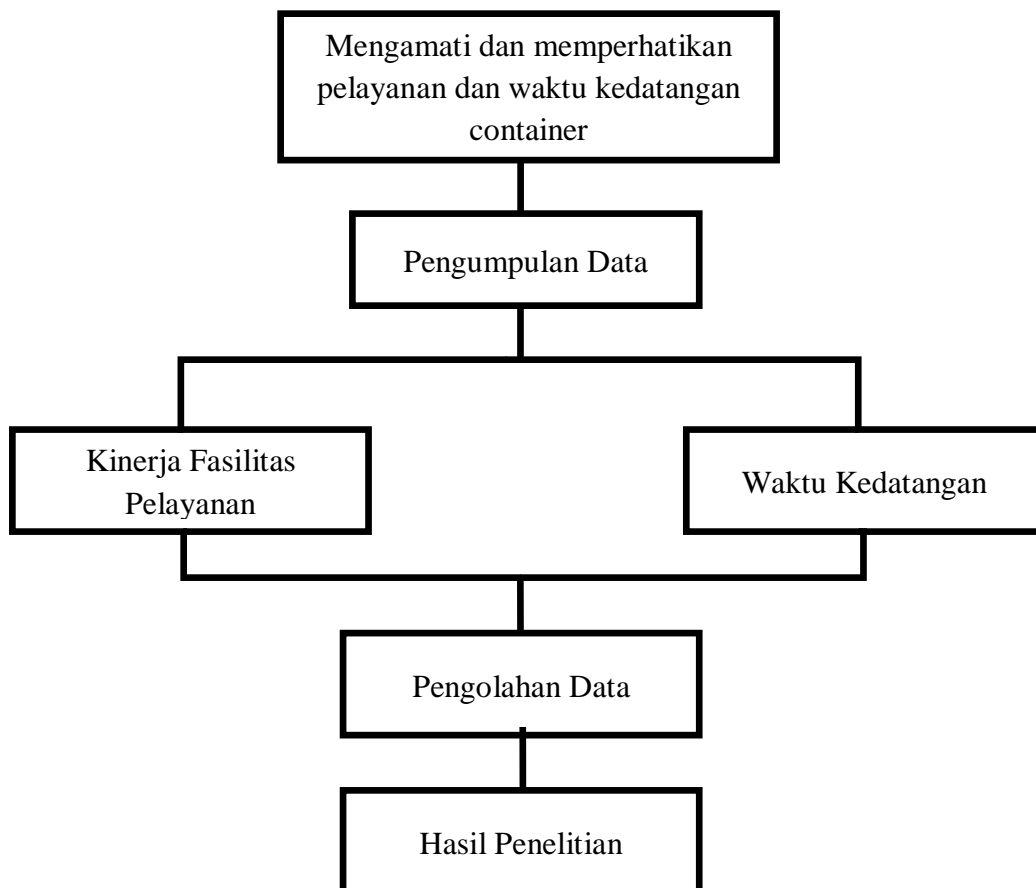 Mengamati dan memperhatikan
pelayanan dan waktu kedatangan
container
Pengumpulan Data
Kinerja Fasilitas
Pelayanan
Waktu Kedatangan
Pengolahan Data
Hasil Penelitian